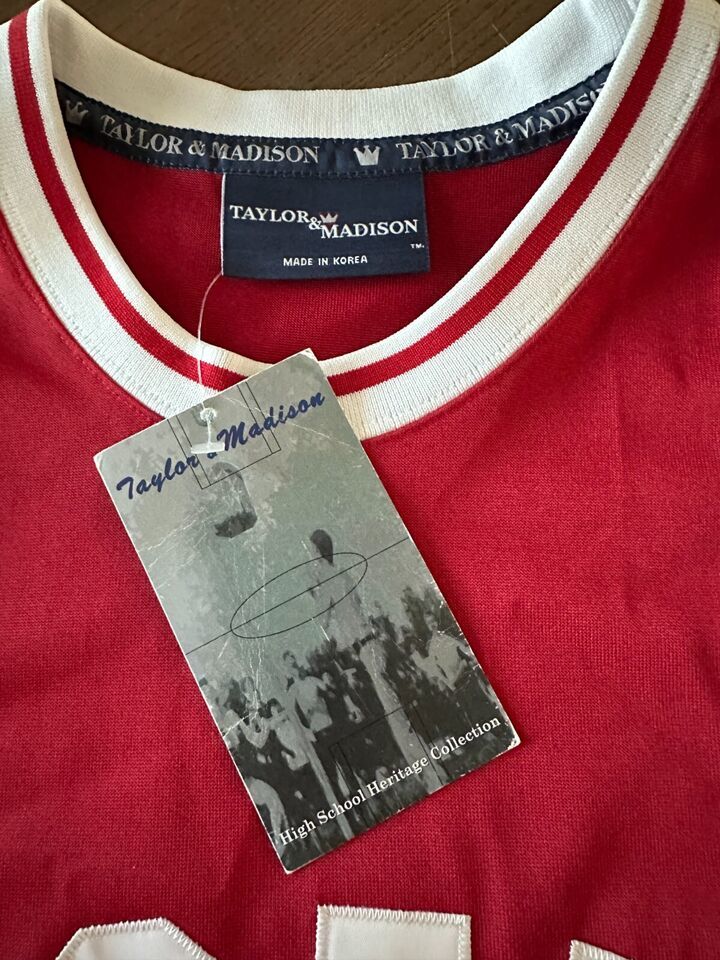 TAYLOR & MADISON TAYLOR & MADISON
TAYLOR & MADISON ™
MADE IN KOREA
Taylor & Madison
High School Heritage Collection